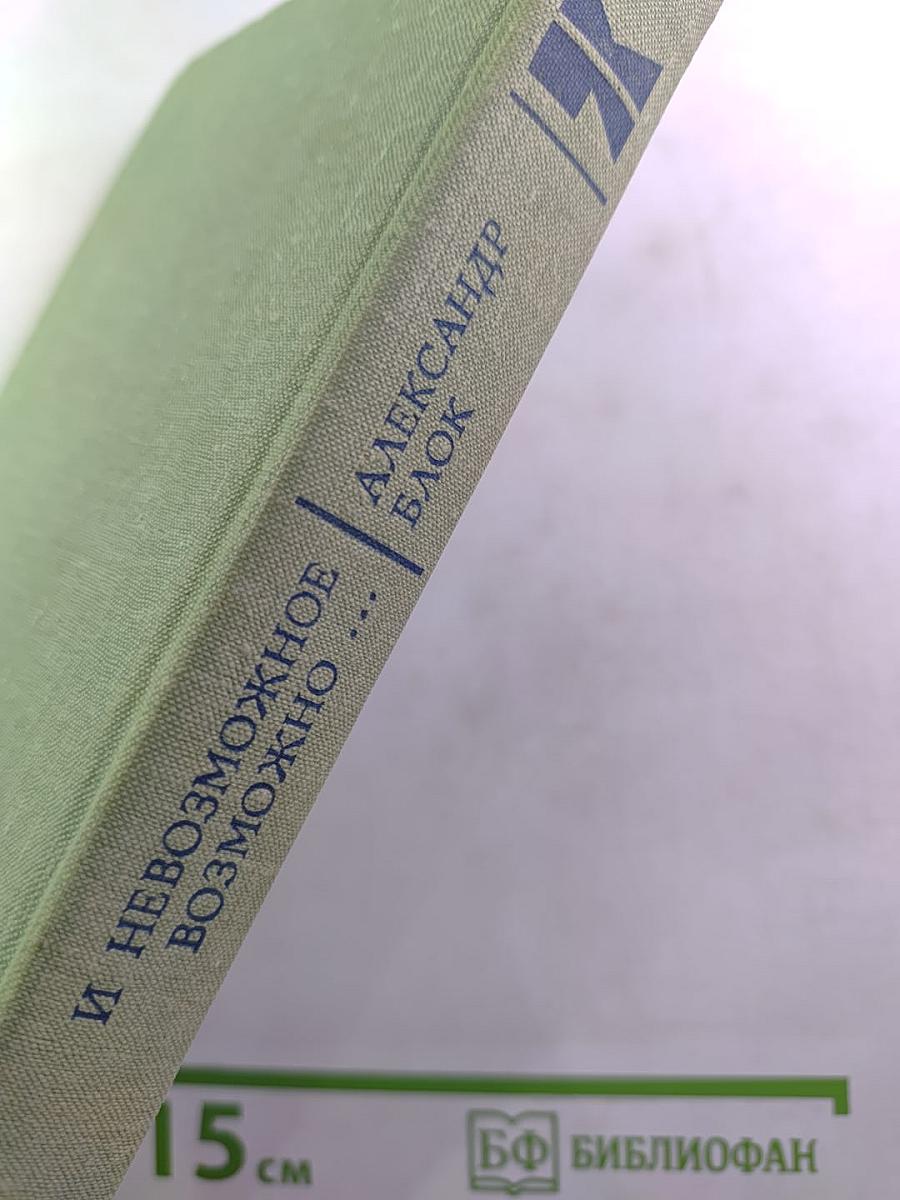 АЛЕКСАНДР
БЛОК
И НЕВОЗМОЖНОЕ
ВОЗМОЖНО ...
15 см
БФ БИБЛИОФАН